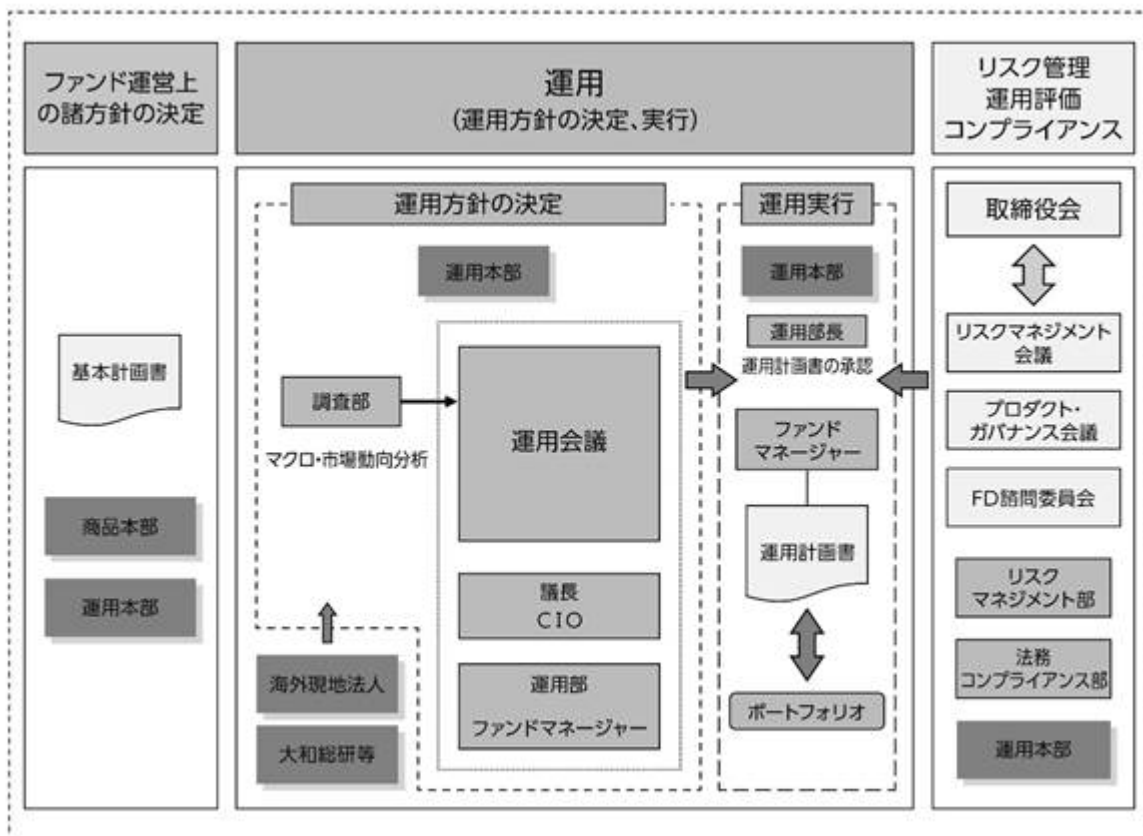 ファンド運営上
の諸方針の決定
運用
(運用方針の決定、実行)
リスク管理
運用評価
コンプライアンス
基本計画書
商品本部
運用本部
運用方針の決定
運用本部
調査部
マクロ・市場動向分析
運用会議
議長
CIO
運用部
ファンドマネージャー
海外現地法人
大和総研等
運用実行
運用本部
運用部長
運用計画書の承認
ファンド
マネージャー
運用計画書
ポートフォリオ
取締役会
リスクマネジメント
会議
プロダクト・
ガバナンス会議
FD諮問委員会
リスク
マネジメント部
法務
コンプライアンス部
運用本部